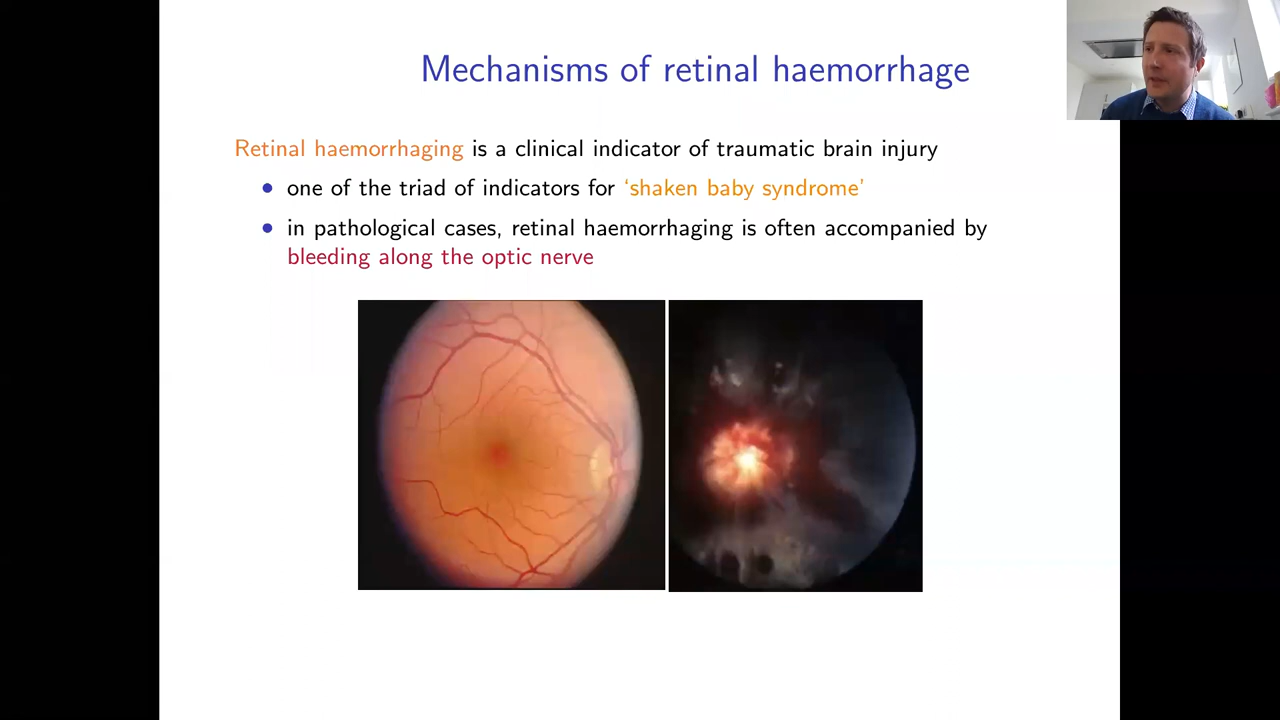 Mechanisms of retinal haemorrhage
Retinal haemorrhaging is a clinical indicator of traumatic brain injury
• one of the triad of indicators for ‘shaken baby syndrome’
• in pathological cases, retinal haemorrhaging is often accompanied by
bleeding along the optic nerve